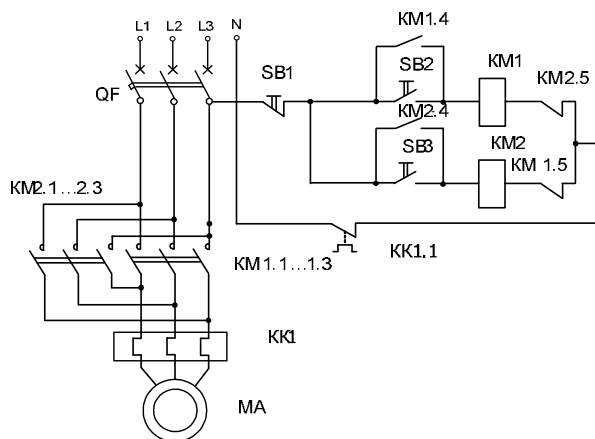 KM1.4
L1 L2 L3 N
SB1
SB2
KM1
KM2.5
QF
KM2.4
SB3
KM2
KM 1.5
KM2.1...2.3
KM1.1...1.3
KK1.1
KK1
MA